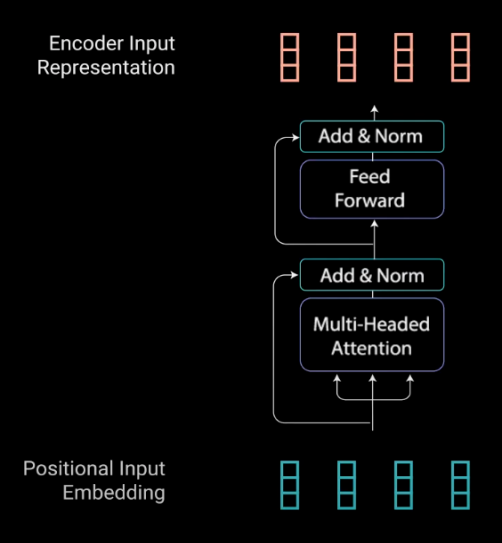 Encoder Input
Representation
Add & Norm
Feed
Forward
Add & Norm
Multi-Headed
Attention
Positional Input
Embedding